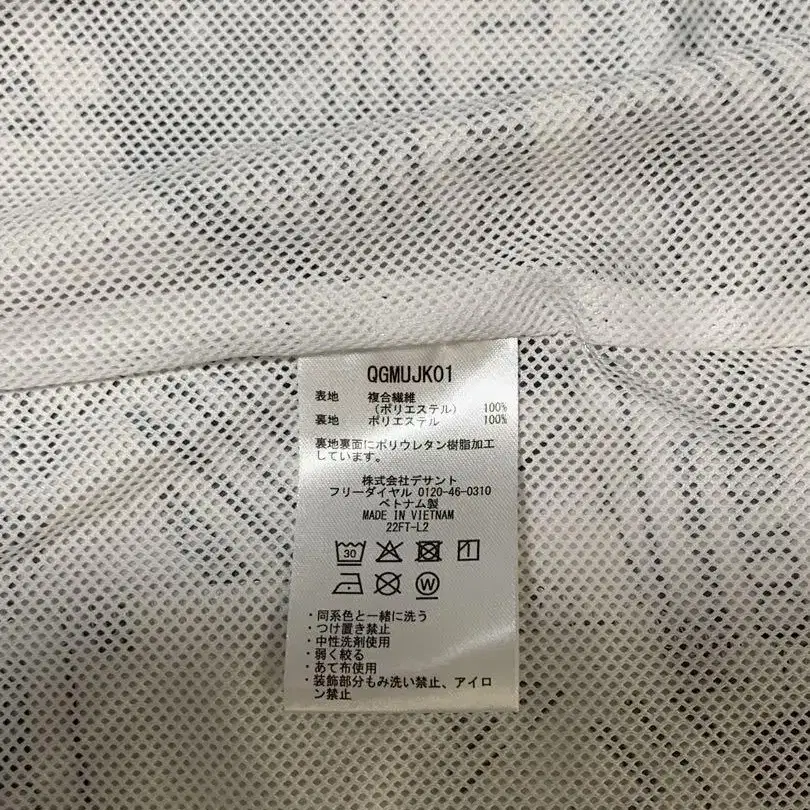 QGMUJK01
表地 複合繊維
(ポリエステル) 100%
裏地 ポリエステル 100%
裏地裏面にポリウレタン樹脂加工
しています。
株式会社デサント
フリーダイヤル 0120-46-0310
ベトナム製
MADE IN VIETNAM
22FT-L2
30
W
・同系色と一緒に洗う
・つけ置き禁止
・中性洗剤使用
・弱く絞る
・あて布使用
・装飾部分もみ洗い禁止、アイロ
ン禁止